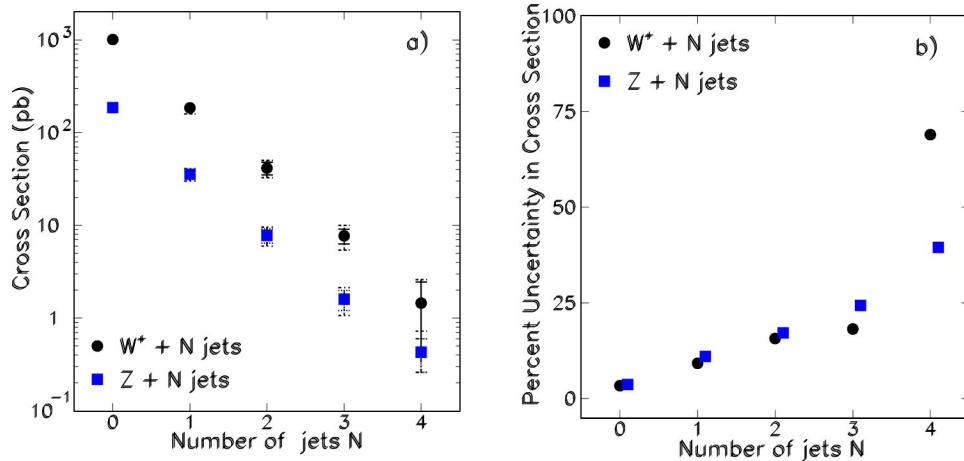 10³
10²
10
1
10⁻¹
Cross Section (pb)
a)
W⁺ + N jets
Z + N jets
0 1 2 3 4
Number of jets N
100
75
50
25
0
Percent Uncertainty in Cross Section
b)
W⁺ + N jets
Z + N jets
0 1 2 3 4
Number of jets N